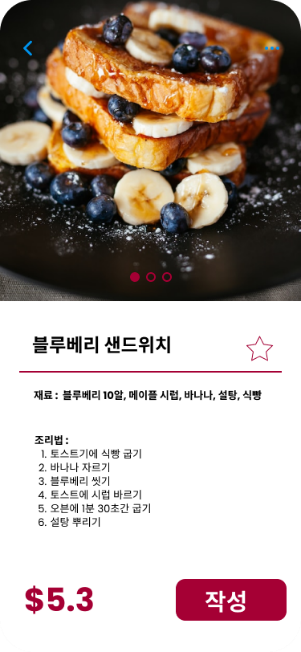 블루베리 샌드위치
재료 : 블루베리 10알, 메이플 시럽, 바나나, 설탕, 식빵
조리법 :
1. 토스트기에 식빵 굽기
2. 바나나 자르기
3. 블루베리 씻기
4. 토스트에 시럽 바르기
5. 오븐에 1분 30초간 굽기
6. 설탕 뿌리기
$5.3
작성